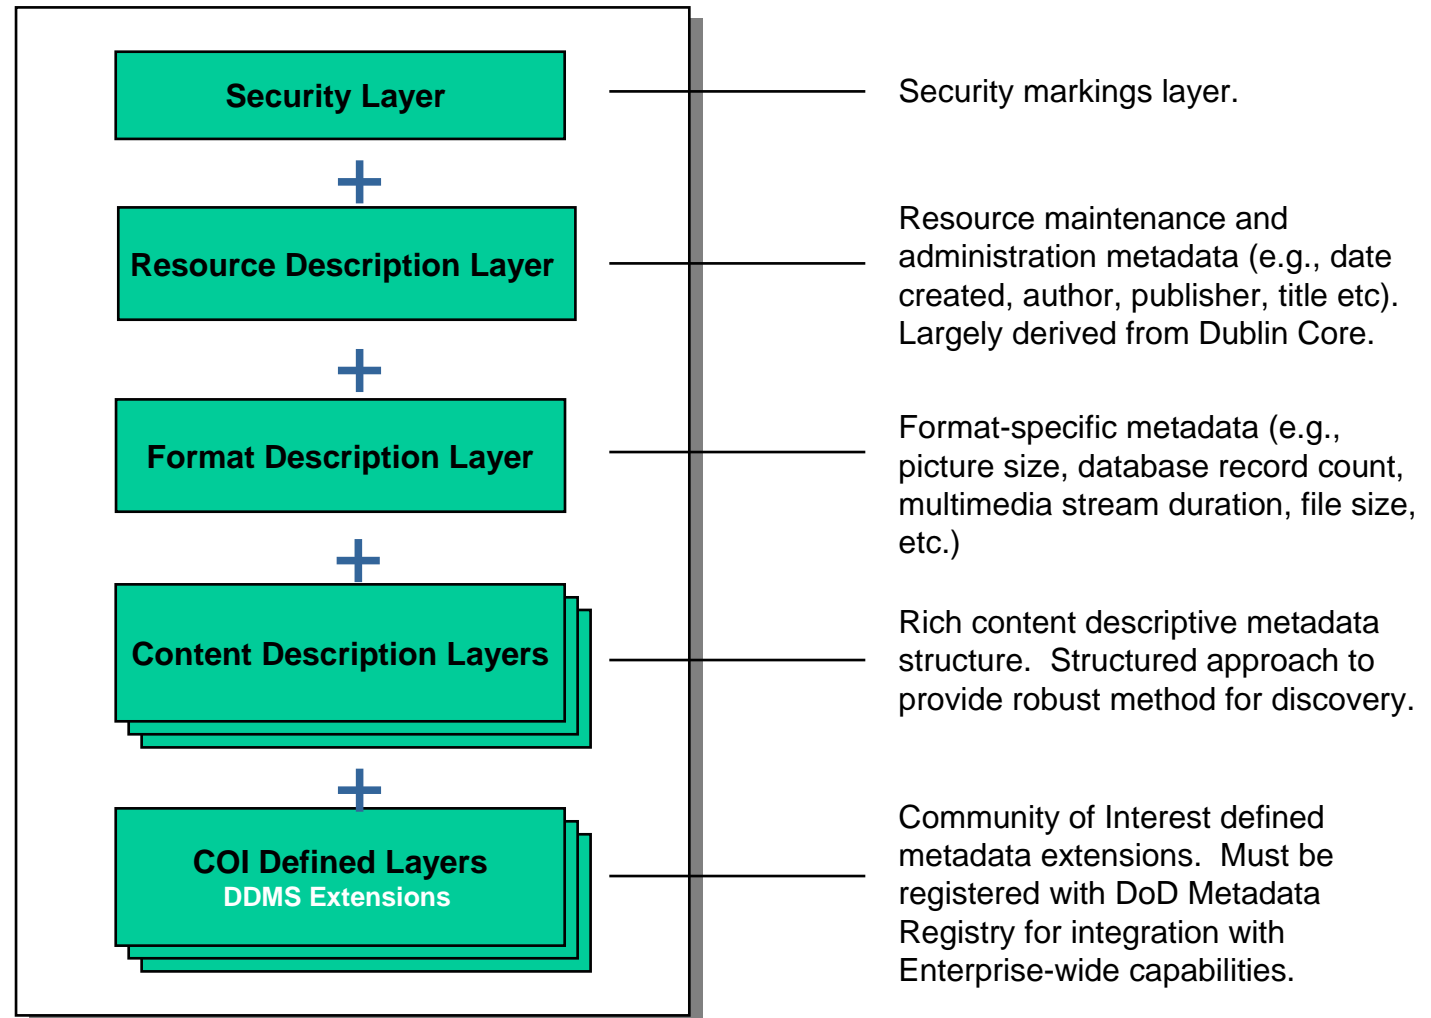 Security Layer
Security markings layer.
Resource Description Layer
Resource maintenance and
administration metadata (e.g., date
created, author, publisher, title etc).
Largely derived from Dublin Core.
Format Description Layer
Format-specific metadata (e.g.,
picture size, database record count,
multimedia stream duration, file size,
etc.)
Content Description Layers
Rich content descriptive metadata
structure.  Structured approach to
provide robust method for discovery.
COI Defined Layers
DDMS Extensions
Community of Interest defined
metadata extensions.  Must be
registered with DoD Metadata
Registry for integration with
Enterprise-wide capabilities.